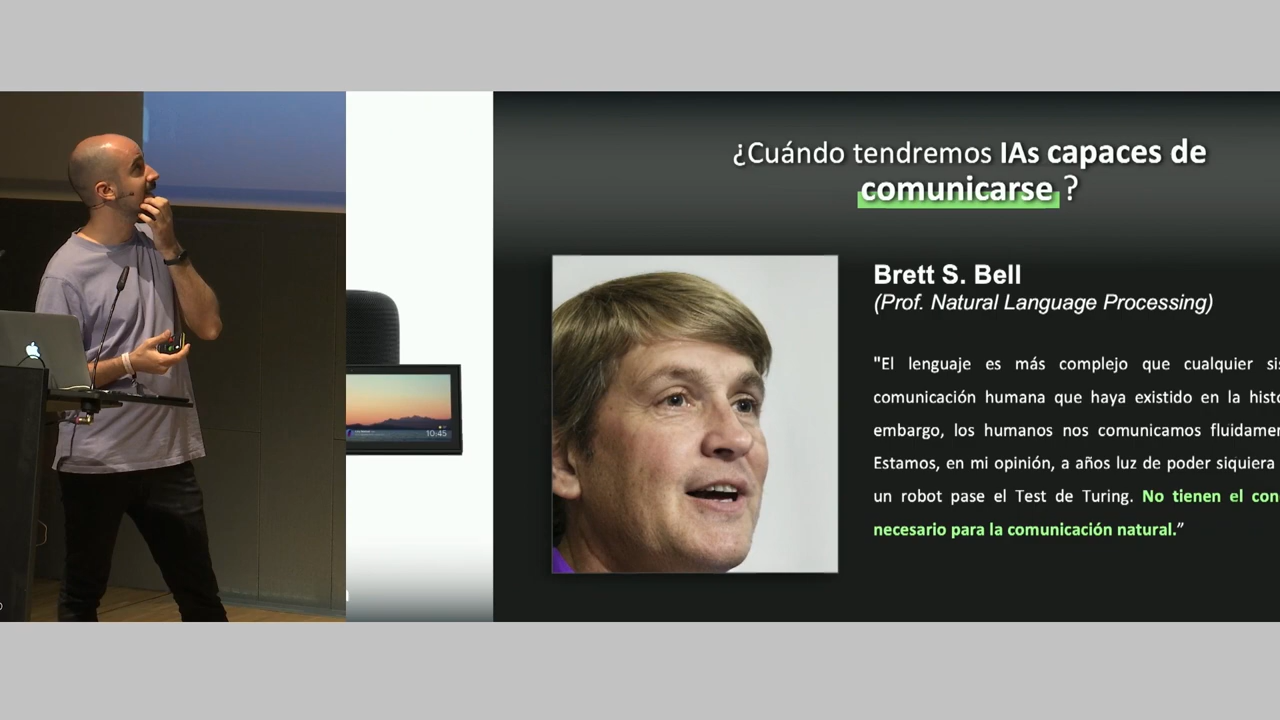 ¿Cuándo tendremos IAs capaces de
comunicarse ?
Brett S. Bell
(Prof. Natural Language Processing)
"El lenguaje es más complejo que cualquier
comunicación humana que haya existido en la
embargo, los humanos nos comunicamos
Estamos, en mi opinión, a años luz de poder siquiera
un robot pase el Test de Turing. No tienen el
necesario para la comunicación natural.”
10:45